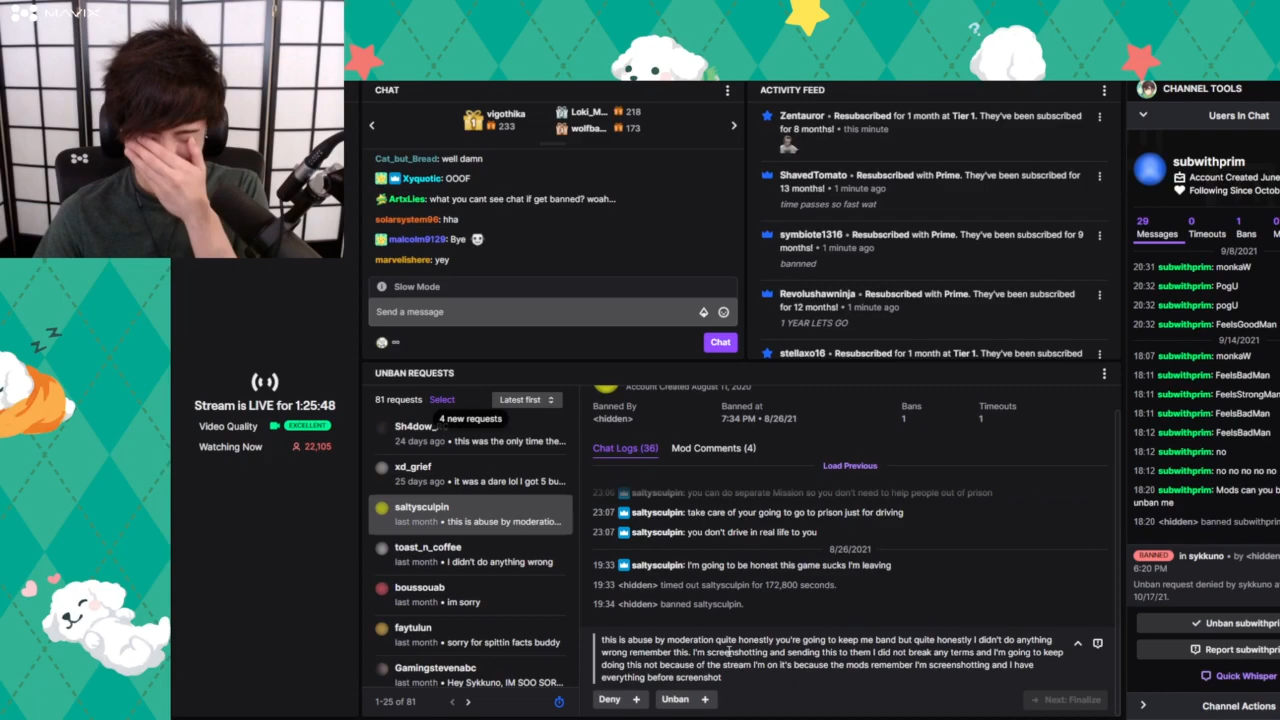 MAVIX
CHAT
vigothika
233
Loki_M... 218
wolfba... 173
Cat_but_Bread: well damn
Xyquotic: OOOF
ArtxLies: what you cant see chat if get banned? woah...
solarsystem96: hha
malcolm9129: Bye
marvelishere: yey
Slow Mode
Send a message
∞
Chat
ACTIVITY FEED
Zentauror • Resubscribed for 1 month at Tier 1. They've been subscribed
for 8 months! • this minute
ShavedTomato • Resubscribed with Prime. They've been subscribed for
13 months! • 1 minute ago
time passes so fast wat
symbiote1316 • Resubscribed with Prime. They've been subscribed for 9
months! • 1 minute ago
bannned
Revolushawninja • Resubscribed with Prime. They've been subscribed
for 12 months! • 1 minute ago
1 YEAR LETS GO
stellaxo16 • Resubscribed for 1 month at Tier 1. They've been subscribed
CHANNEL TOOLS
Users In Chat
subwithprim
Account Created June
Following Since October
29
0
1
Messages
Timeouts
Bans
M
9/8/2021
20:31 subwithprim: monkaW
20:32 subwithprim: PogU
20:32 subwithprim: pogU
20:32 subwithprim: FeelsGoodMan
9/14/2021
18:07 subwithprim: monkaW
18:11 subwithprim: FeelsBadMan
18:11 subwithprim: FeelsStrongMan
18:11 subwithprim: FeelsBadMan
18:12 subwithprim: FeelsBadMan
18:12 subwithprim: no
18:12 subwithprim: no no no no no
18:20 subwithprim: Mods can you b
unban me
18:20 <hidden> banned subwithprim
BANNED in sykkuno • by <hidden
6:20 PM
Unban request denied by sykkuno at
10/17/21.
Unban subwithpri
Report subwithpri
Quick Whisper
Channel Actions
Stream is LIVE for 1:25:48
Video Quality EXCELLENT
Watching Now 22,105
UNBAN REQUESTS
81 requests Select
Latest first
4 new requests
Sh4dow_
24 days ago • this was the only time the...
xd_grief
25 days ago • it was a dare lol I got 5 bu...
saltysculpin
last month • this is abuse by moderatio...
toast_n_coffee
last month • I didn't do anything wrong
boussouab
last month • im sorry
faytulun
last month • sorry for spittin facts buddy
Gamingstevenabc
last month • Hey Sykkuno, IM SOO SOR...
1-25 of 81
Account Created August 11, 2020
Banned By
Banned at
Bans
Timeouts
<hidden>
7:34 PM • 8/26/21
1
1
Chat Logs (36)
Mod Comments (4)
Load Previous
23:06 saltysculpin: you can do separate Mission so you don't need to help people out of prison
23:07 saltysculpin: take care of your going to go to prison just for driving
23:07 saltysculpin: you don't drive in real life to you
8/26/2021
19:33 saltysculpin: I'm going to be honest this game sucks I'm leaving
19:33 <hidden> timed out saltysculpin for 172,800 seconds.
19:34 <hidden> banned saltysculpin.
this is abuse by moderation quite honestly you're going to keep me band but quite honestly I didn't do anything
wrong remember this. I'm screenshotting and sending this to them I did not break any terms and I'm going to keep
doing this not because of the stream I'm on it's because the mods remember I'm screenshotting and I have
everything before screenshot
Deny +
Unban +
Next: Finalize